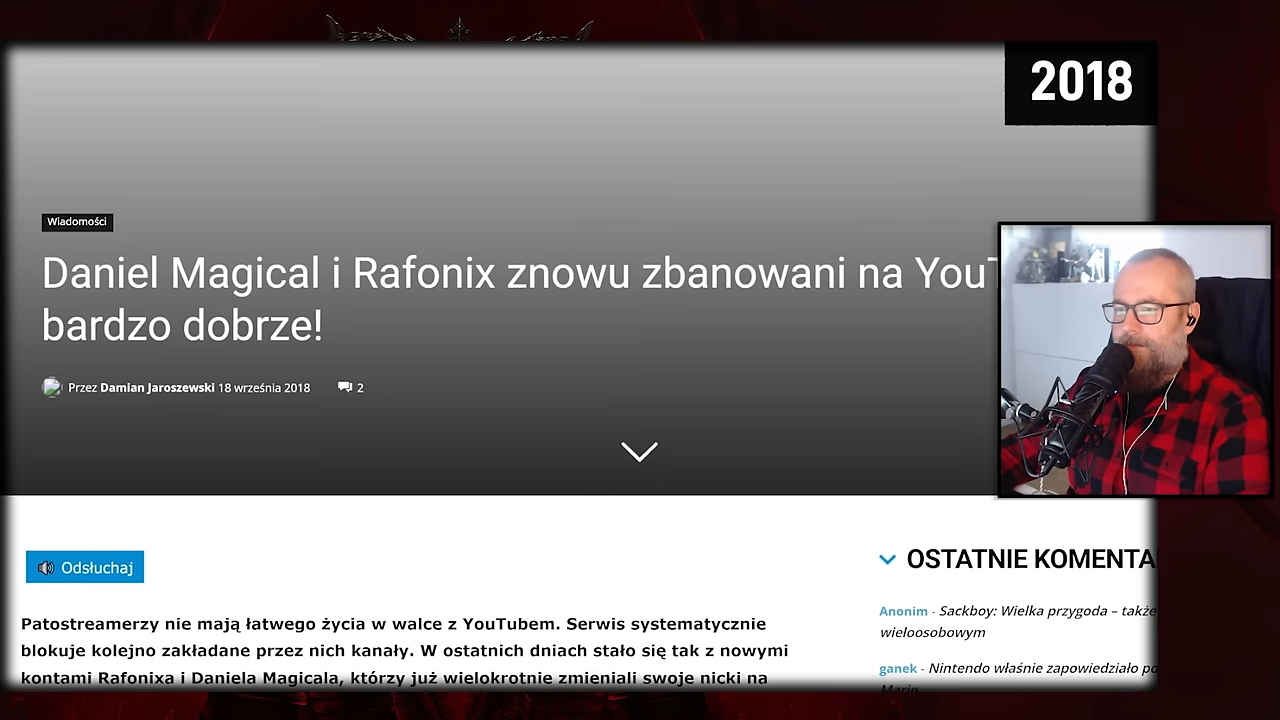 2018
Wiadomości
Daniel Magical i Rafonix znowu zbanowani na You
bardzo dobrze!
Przez Damian Jaroszewski 18 września 2018 2
Odsłuchaj
Patostreamerzy nie mają łatwego życia w walce z YouTubem. Serwis systematycznie
blokuje kolejno zakładane przez nich kanały. W ostatnich dniach stało się tak z nowymi
kontami Rafonixa i Daniela Magicala, którzy już wielokrotnie zmieniali swoje nicki na
OSTATNIE KOMENTA
Anonim - Sackboy: Wielka przygoda – także
wieloosobowym
ganek - Nintendo właśnie zapowiedziało po
Mario